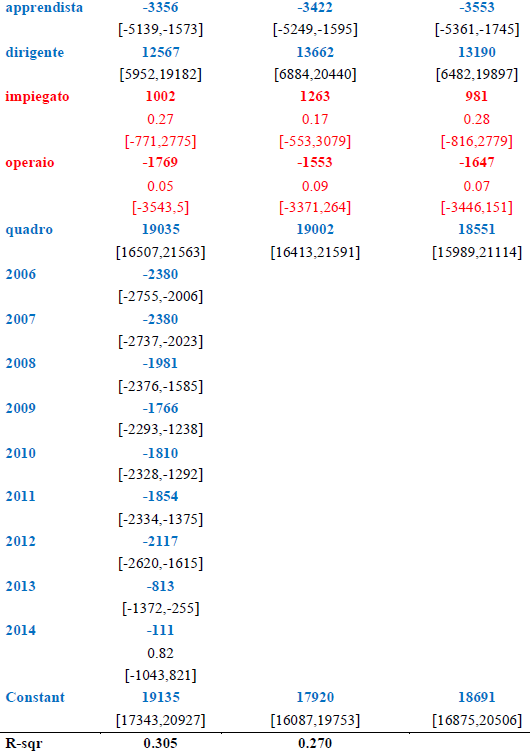 apprendista -3356 -3422 -3553
[-5139,-1573] [-5249,-1595] [-5361,-1745]
dirigente 12567 13662 13190
[5952,19182] [6884,20440] [6482,19897]
impiegato 1002 1263 981
0.27 0.17 0.28
[-771,2775] [-553,3079] [-816,2779]
operaio -1769 -1553 -1647
0.05 0.09 0.07
[-3543,5] [-3371,264] [-3446,151]
quadro 19035 19002 18551
[16507,21563] [16413,21591] [15989,21114]
2006 -2380
[-2755,-2006]
2007 -2380
[-2737,-2023]
2008 -1981
[-2376,-1585]
2009 -1766
[-2293,-1238]
2010 -1810
[-2328,-1292]
2011 -1854
[-2334,-1375]
2012 -2117
[-2620,-1615]
2013 -813
[-1372,-255]
2014 -111
0.82
[-1043,821]
Constant 19135 17920 18691
[17343,20927] [16087,19753] [16875,20506]
R-sqr 0.305 0.270